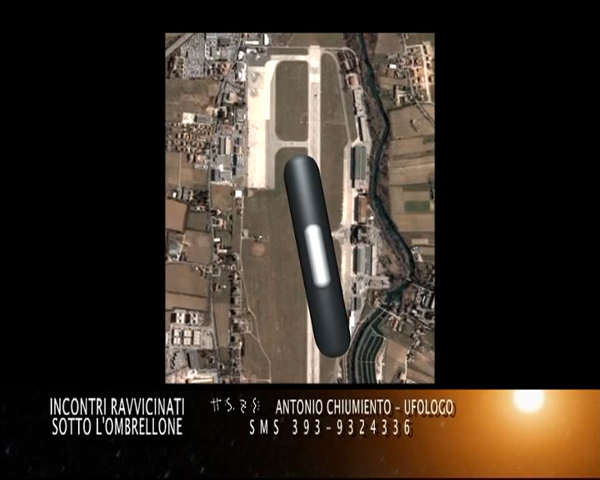 INCONTRI RAVVICINATI
SOTTO L'OMBRELLONE
ANTONIO CHIUMIENTO - UFOLOGO
SMS 393-9324336